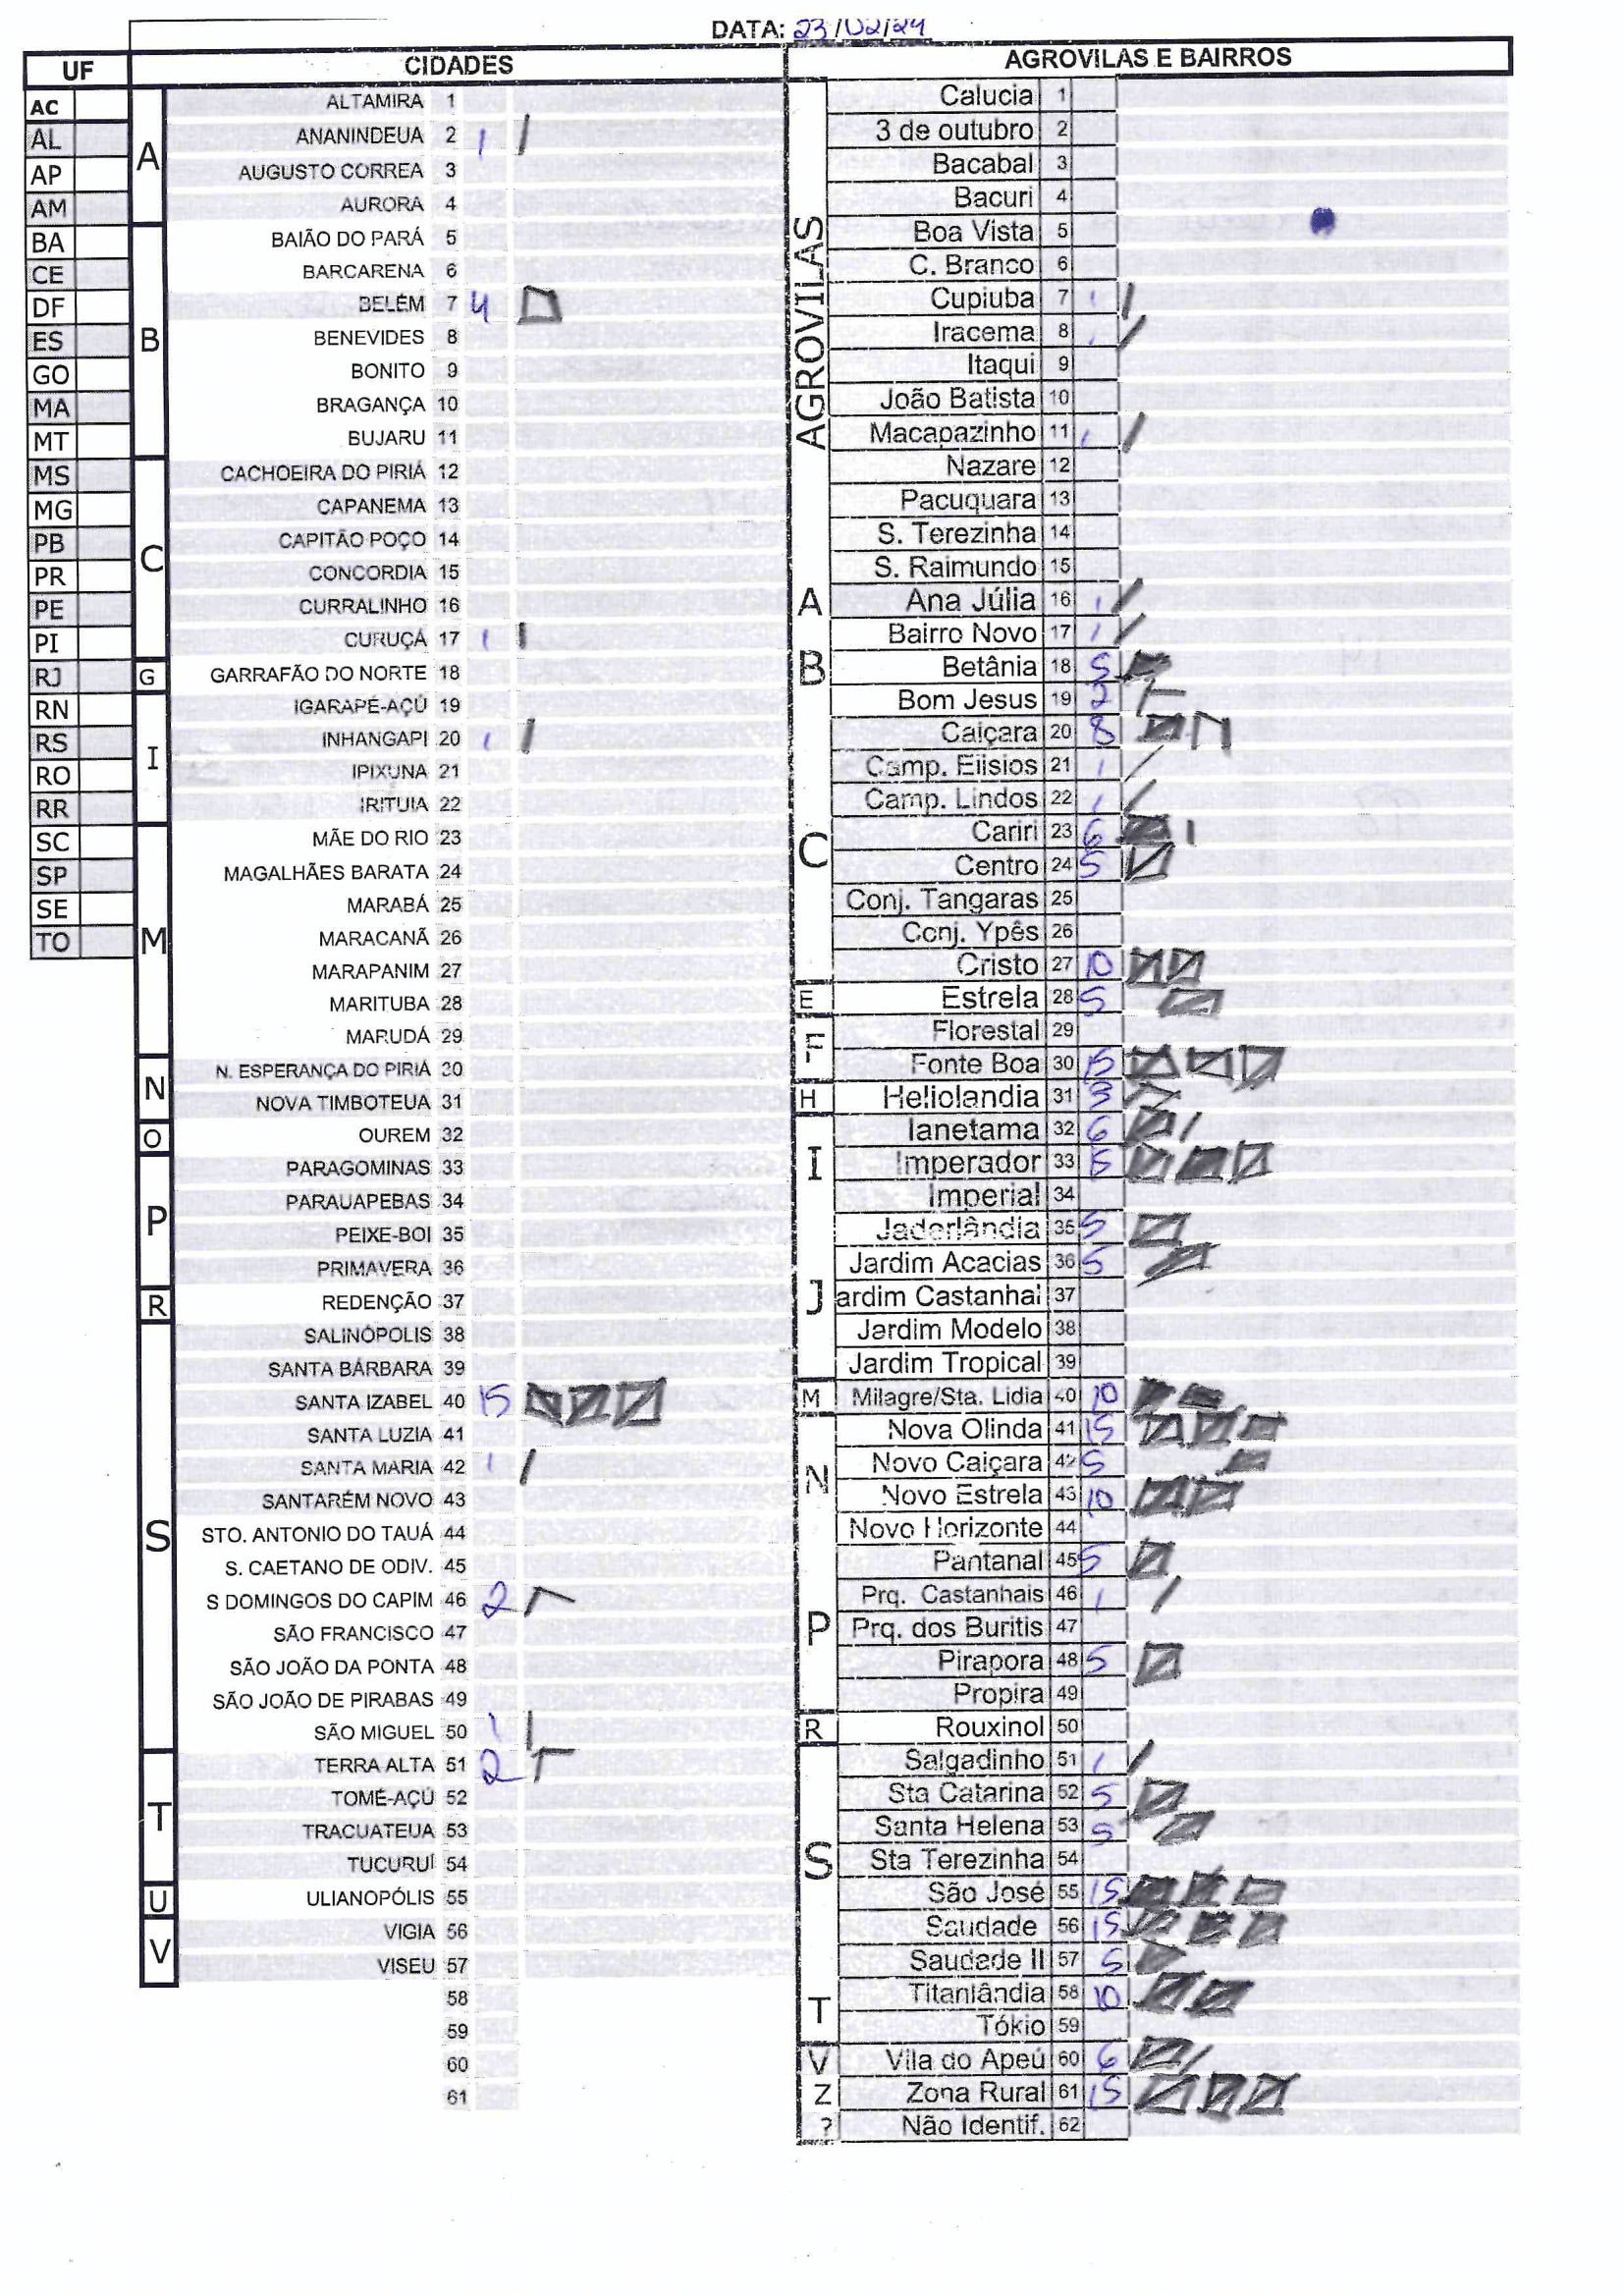 DATA: 23/02/24
UF
CIDADES
AGROVILAS E BAIRROS
AC
AL
AP
AM
BA
CE
DF
ES
GO
MA
MT
MS
MG
PB
PR
PE
PI
RJ
RN
RS
RO
RR
SC
SP
SE
TO
A
ALTAMIRA 1
ANANINDEUA 2 1
AUGUSTO CORREA 3
AURORA 4
B
BAIÃO DO PARÁ 5
BARCARENA 6
BELÉM 7 4
BENEVIDES 8
BONITO 9
BRAGANÇA 10
BUJARU 11
C
CACHOEIRA DO PIRIÁ 12
CAPANEMA 13
CAPITÃO POÇO 14
CONCORDIA 15
CURRALINHO 16
CURUÇÁ 17 1
G
GARRAFÃO DO NORTE 18
I
IGARAPÉ-AÇÚ 19
INHANGAPI 20 1
IPIXUNA 21
IRITUIA 22
M
MÃE DO RIO 23
MAGALHÃES BARATA 24
MARABÁ 25
MARACANÃ 26
MARAPANIM 27
MARITUBA 28
MARUDÁ 29
N
N. ESPERANÇA DO PIRIÁ 30
NOVA TIMBOTEUA 31
O
OUREM 32
P
PARAGOMINAS 33
PARAUAPEBAS 34
PEIXE-BOI 35
PRIMAVERA 36
R
REDENÇÃO 37
S
SALINÓPOLIS 38
SANTA BÁRBARA 39
SANTA IZABEL 40 15
SANTA LUZIA 41
SANTA MARIA 42 1
SANTARÉM NOVO 43
STO. ANTONIO DO TAUÁ 44
S. CAETANO DE ODIV. 45
S DOMINGOS DO CAPIM 46 2
SÃO FRANCISCO 47
SÃO JOÃO DA PONTA 48
SÃO JOÃO DE PIRABAS 49
SÃO MIGUEL 50 1
T
TERRA ALTA 51 2
TOMÉ-AÇÚ 52
TRACUATEUA 53
TUCURUÍ 54
U
ULIANOPÓLIS 55
V
VIGIA 56
VISEU 57
58
59
60
61
AGROVILAS
Calucia 1
3 de outubro 2
Bacabal 3
Bacuri 4
Boa Vista 5
C. Branco 6
Cupiuba 7 1
Iracema 8 1
Itaqui 9
João Batista 10
Macapazinho 11 1
Nazare 12
Pacuquara 13
S. Terezinha 14
S. Raimundo 15
A
Ana Júlia 16 1
B
Bairro Novo 17 1
Betânia 18 5
Bom Jesus 19 2
C
Caiçara 20 8
Camp. Elisios 21 1
Camp. Lindos 22 1
Cariri 23 6
Centro 24 5
Conj. Tangaras 25
Conj. Ypês 26
Cristo 27 10
E
Estrela 28 5
F
Florestal 29
Fonte Boa 30 15
H
Heliolandia 31 3
I
Ianetama 32 6
Imperador 33 15
Imperial 34
J
Jaderlândia 35 5
Jardim Acacias 36 5
ardim Castanhal 37
Jardim Modelo 38
Jardim Tropical 39
M
Milagre/Sta. Lidia 40 10
N
Nova Olinda 41 15
Novo Caiçara 42 5
Novo Estrela 43 10
Novo Horizonte 44
P
Pantanal 45 5
Prq. Castanhais 46 1
Prq. dos Buritis 47
Pirapora 48 5
Propira 49
R
Rouxinol 50
S
Salgadinho 51 1
Sta Catarina 52 5
Santa Helena 53 5
Sta Terezinha 54
São José 55 15
Saudade 56 15
Saudade II 57 5
T
Titanlândia 58 10
Tókio 59
V
Vila do Apeú 60 6
Z
Zona Rural 61 15
?
Não Identif. 62